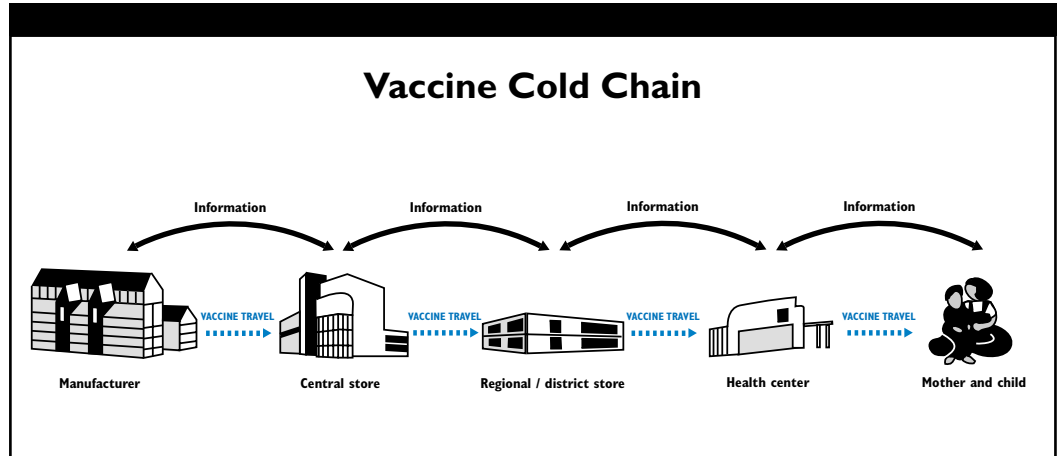 Vaccine Cold Chain
Information
Information
Information
Information
VACCINE TRAVEL
VACCINE TRAVEL
VACCINE TRAVEL
VACCINE TRAVEL
Manufacturer
Central store
Regional / district store
Health center
Mother and child